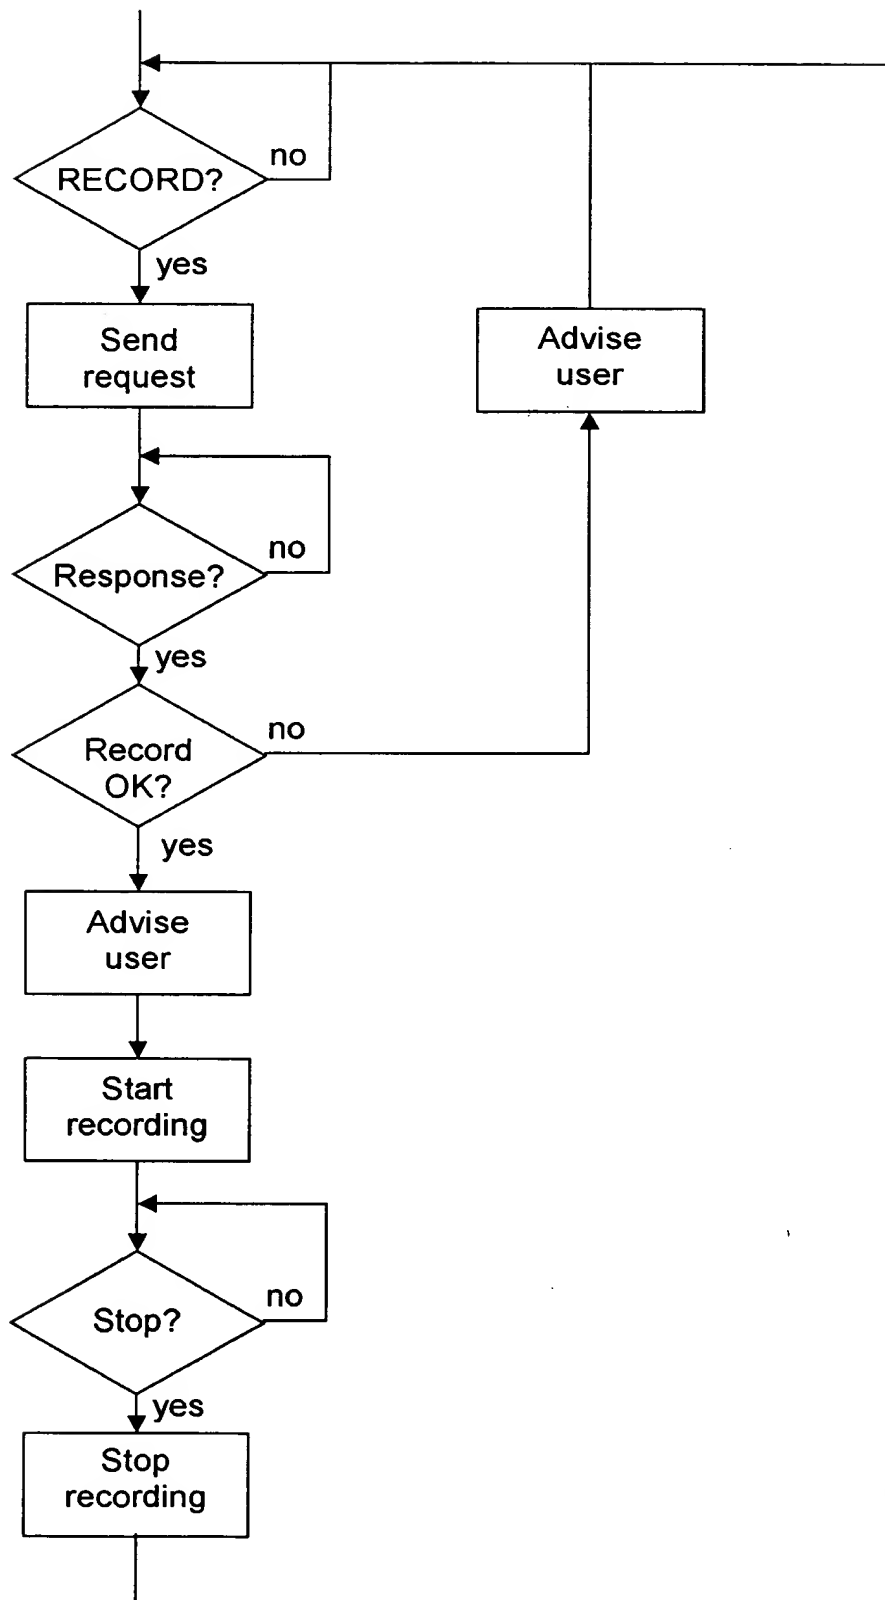 RECORD?
no
yes
Send
request
Advise
user
Response?
no
yes
Record
OK?
no
yes
Advise
user
Start
recording
Stop?
no
yes
Stop
recording